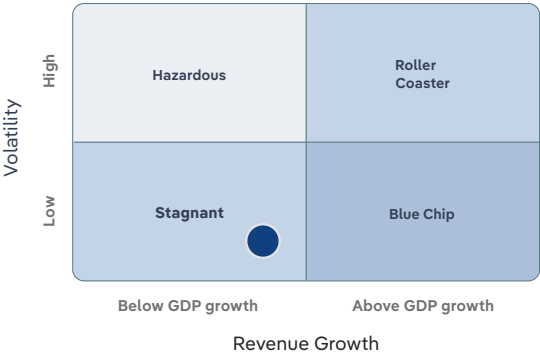 Volatility
High
Low
Hazardous
Roller
Coaster
Stagnant
Blue Chip
Below GDP growth
Above GDP growth
Revenue Growth